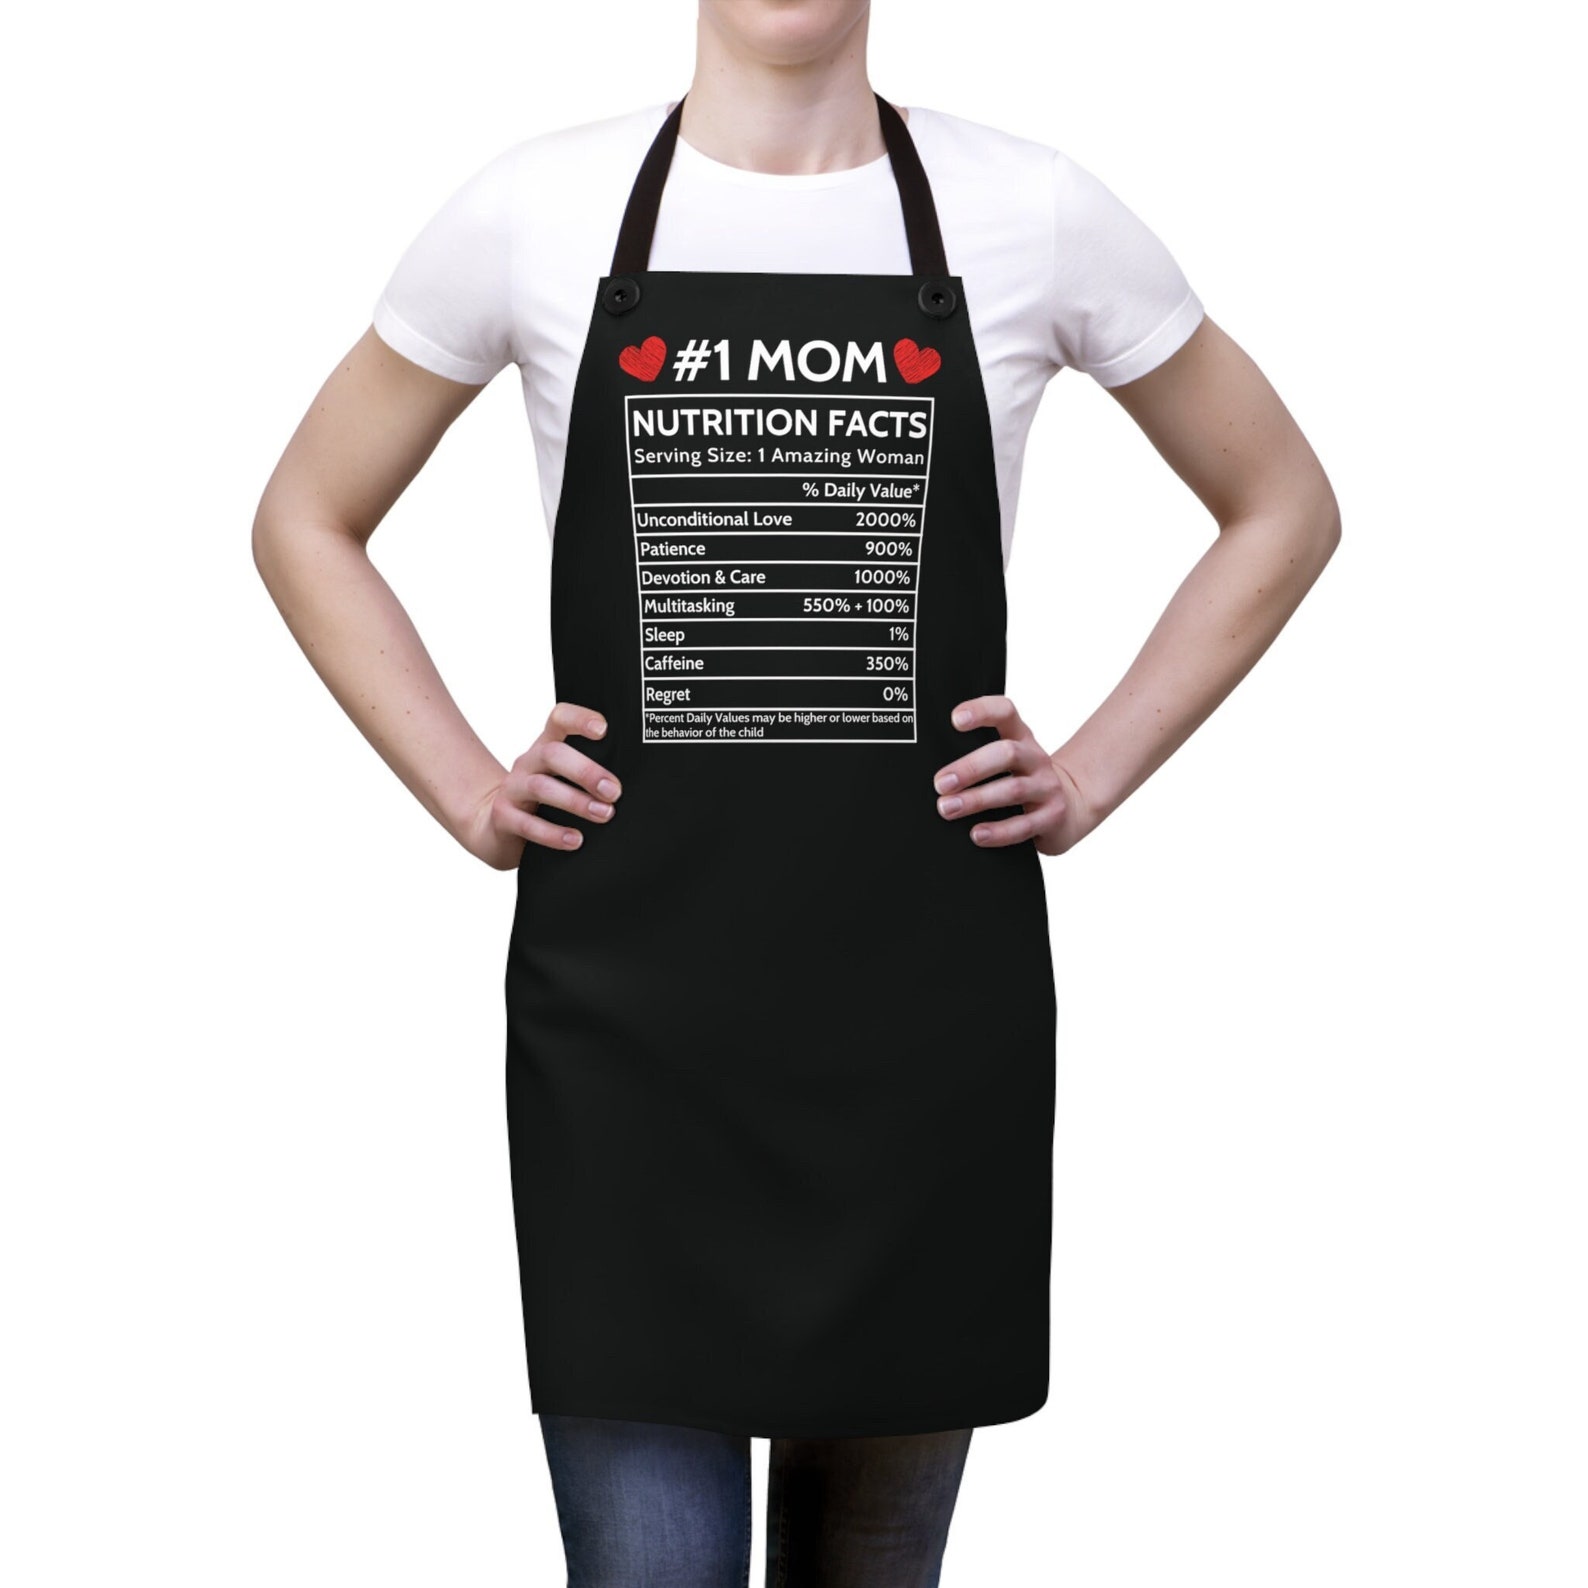 #1 MOM
NUTRITION FACTS
Serving Size: 1 Amazing Woman
% Daily Value*
Unconditional Love 2000%
Patience 900%
Devotion & Care 1000%
Multitasking 550% + 100%
Sleep 1%
Caffeine 350%
Regret 0%
*Percent Daily Values may be higher or lower based on
the behavior of the child